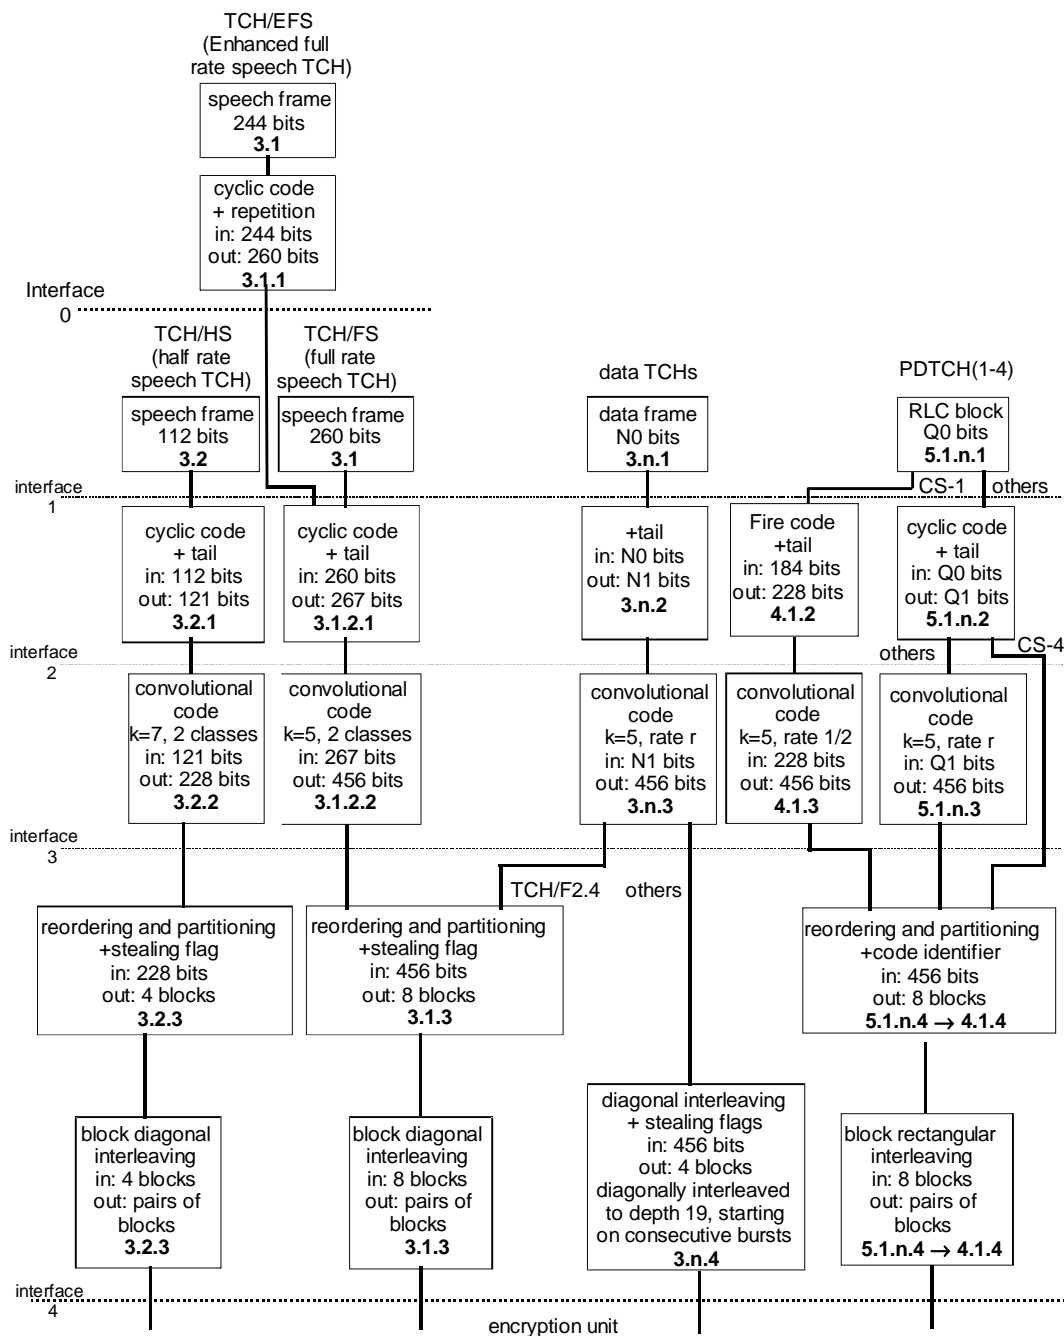 TCH/EFS
(Enhanced full
rate speech TCH)
speech frame
244 bits
3.1
cyclic code
+ repetition
in: 244 bits
out: 260 bits
3.1.1
Interface
0
TCH/HS
(half rate
speech TCH)
TCH/FS
(full rate
speech TCH)
data TCHs
PDTCH(1-4)
speech frame
112 bits
3.2
speech frame
260 bits
3.1
data frame
N0 bits
3.n.1
RLC block
Q0 bits
5.1.n.1
interface
1
CS-1
others
cyclic code
+ tail
in: 112 bits
out: 121 bits
3.2.1
cyclic code
+ tail
in: 260 bits
out: 267 bits
3.1.2.1
+tail
in: N0 bits
out: N1 bits
3.n.2
Fire code
+tail
in: 184 bits
out: 228 bits
4.1.2
cyclic code
+ tail
in: Q0 bits
out: Q1 bits
5.1.n.2
interface
2
others
CS-4
convolutional
code
k=7, 2 classes
in: 121 bits
out: 228 bits
3.2.2
convolutional
code
k=5, 2 classes
in: 267 bits
out: 456 bits
3.1.2.2
convolutional
code
k=5, rate r
in: N1 bits
out: 456 bits
3.n.3
convolutional
code
k=5, rate 1/2
in: 228 bits
out: 456 bits
4.1.3
convolutional
code
k=5, rate r
in: Q1 bits
out: 456 bits
5.1.n.3
interface
3
TCH/F2.4
others
reordering and partitioning
+stealing flag
in: 228 bits
out: 4 blocks
3.2.3
reordering and partitioning
+stealing flag
in: 456 bits
out: 8 blocks
3.1.3
reordering and partitioning
+code identifier
in: 456 bits
out: 8 blocks
5.1.n.4 → 4.1.4
block diagonal
interleaving
in: 4 blocks
out: pairs of
blocks
3.2.3
block diagonal
interleaving
in: 8 blocks
out: pairs of
blocks
3.1.3
diagonal interleaving
+ stealing flags
in: 456 bits
out: 4 blocks
diagonally interleaved
to depth 19, starting
on consecutive bursts
3.n.4
block rectangular
interleaving
in: 8 blocks
out: pairs of
blocks
5.1.n.4 → 4.1.4
interface
4
encryption unit